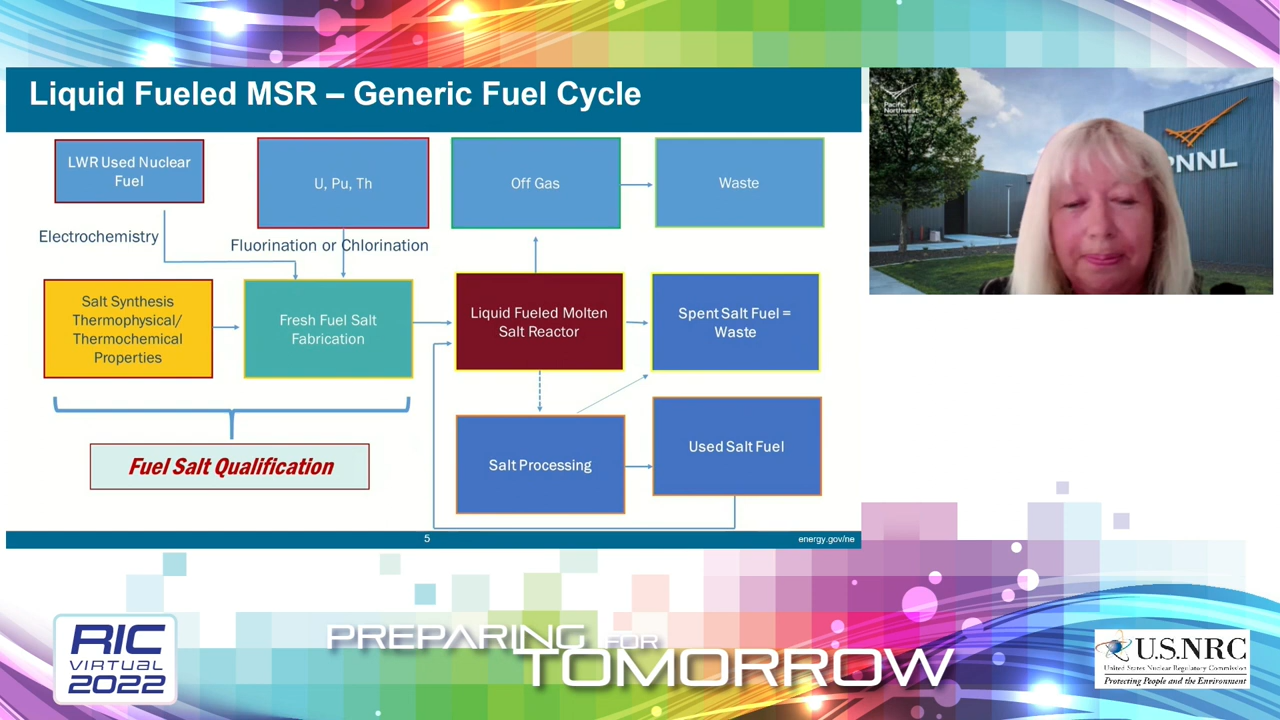 Liquid Fueled MSR – Generic Fuel Cycle
LWR Used Nuclear
Fuel
U, Pu, Th
Off Gas
Waste
Electrochemistry
Fluorination or Chlorination
Salt Synthesis
Thermophysical/
Thermochemical
Properties
Fresh Fuel Salt
Fabrication
Liquid Fueled Molten
Salt Reactor
Spent Salt Fuel =
Waste
Fuel Salt Qualification
Salt Processing
Used Salt Fuel
5
energy.gov/ne
Pacific
Northwest
PNNL
RIC
VIRTUAL
2022
PREPARING FOR
TOMORROW
U.S.NRC
United States Nuclear Regulatory Commission
Protecting People and the Environment